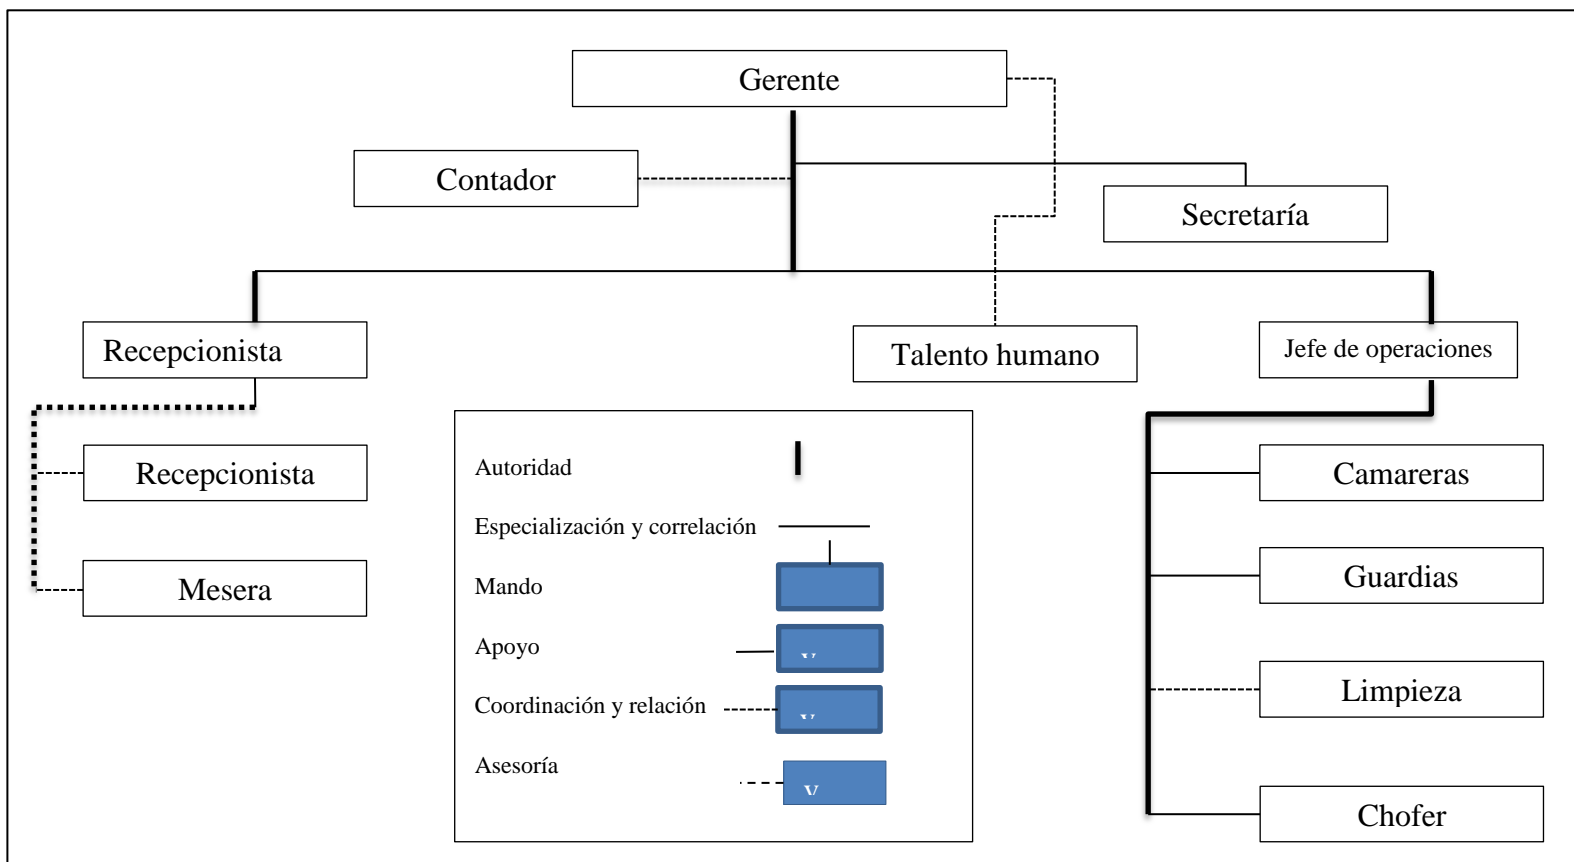 Gerente
Contador
Secretaría
Recepcionista
Talento humano
Jefe de operaciones
Recepcionista
Mesera
Autoridad
Especialización y correlación
Mando
Apoyo
Coordinación y relación
Asesoría
Camareras
Guardias
Limpieza
Chofer